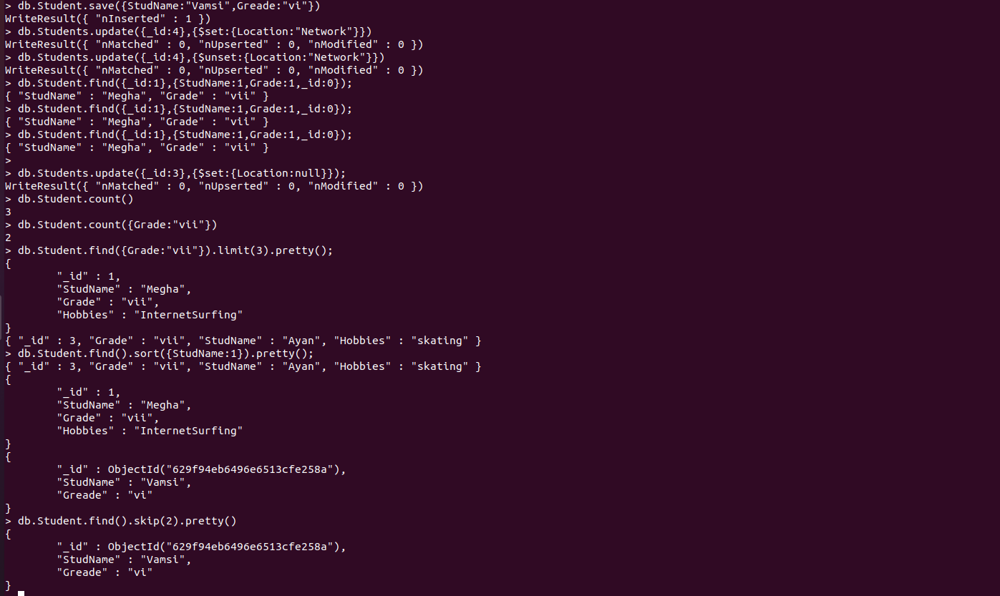 > db.Student.save({StudName:"Vamsi",Greade:"vi"})
WriteResult({ "nInserted" : 1 })
> db.Students.update({_id:4},{$set:{Location:"Network"}})
WriteResult({ "nMatched" : 0, "nUpserted" : 0, "nModified" : 0 })
> db.Students.update({_id:4},{$unset:{Location:"Network"}})
WriteResult({ "nMatched" : 0, "nUpserted" : 0, "nModified" : 0 })
> db.Student.find({_id:1},{StudName:1,Grade:1,_id:0});
{ "StudName" : "Megha", "Grade" : "vii" }
> db.Student.find({_id:1},{StudName:1,Grade:1,_id:0});
{ "StudName" : "Megha", "Grade" : "vii" }
> db.Student.find({_id:1},{StudName:1,Grade:1,_id:0});
{ "StudName" : "Megha", "Grade" : "vii" }
>
> db.Students.update({_id:3},{$set:{Location:null}});
WriteResult({ "nMatched" : 0, "nUpserted" : 0, "nModified" : 0 })
> db.Student.count()
3
> db.Student.count({Grade:"vii"})
2
> db.Student.find({Grade:"vii"}).limit(3).pretty();
{
        "_id" : 1,
        "StudName" : "Megha",
        "Grade" : "vii",
        "Hobbies" : "InternetSurfing"
}
{ "_id" : 3, "Grade" : "vii", "StudName" : "Ayan", "Hobbies" : "skating" }
> db.Student.find().sort({StudName:1}).pretty();
{ "_id" : 3, "Grade" : "vii", "StudName" : "Ayan", "Hobbies" : "skating" }
{
        "_id" : 1,
        "StudName" : "Megha",
        "Grade" : "vii",
        "Hobbies" : "InternetSurfing"
}
{
        "_id" : ObjectId("629f94eb6496e6513cfe258a"),
        "StudName" : "Vamsi",
        "Greade" : "vi"
}
> db.Student.find().skip(2).pretty()
{
        "_id" : ObjectId("629f94eb6496e6513cfe258a"),
        "StudName" : "Vamsi",
        "Greade" : "vi"
}